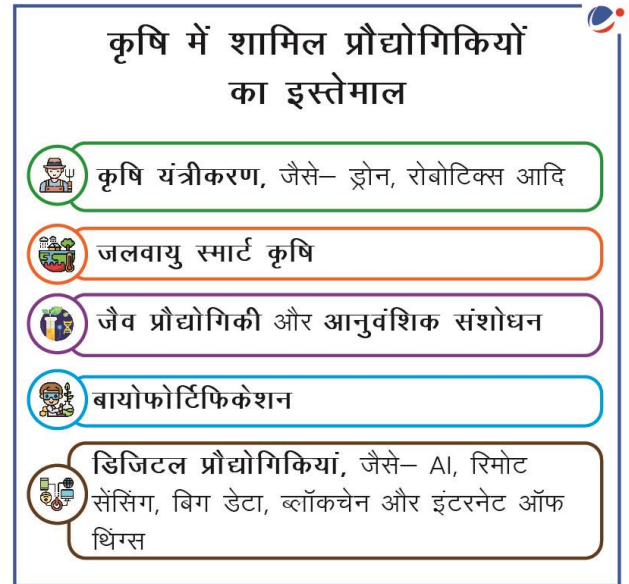 कृषि में शामिल प्रौद्योगिकियों
का इस्तेमाल
कृषि यंत्रीकरण, जैसे– ड्रोन, रोबोटिक्स आदि
जलवायु स्मार्ट कृषि
जैव प्रौद्योगिकी और आनुवंशिक संशोधन
बायोफोर्टिफिकेशन
डिजिटल प्रौद्योगिकियां, जैसे– AI, रिमोट
सेंसिंग, बिग डेटा, ब्लॉकचेन और इंटरनेट ऑफ
थिंग्स